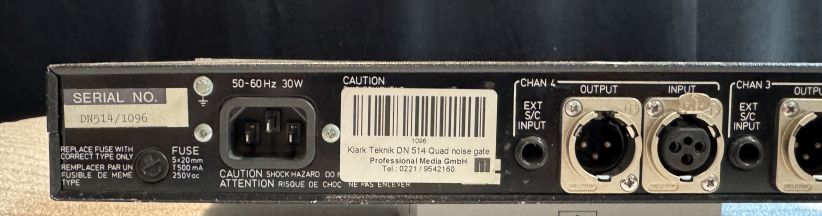 SERIAL NO.
DN514/1096
REPLACE FUSE WITH
CORRECT TYPE ONLY
REMPLACER PAR UN
FUSIBLE DE MEME
TYPE
FUSE
5x20mm
T500mA
250Vac
50-60Hz 30W
CAUTION
1096
Klark Teknik DN 514 Quad noise gate
Professional Media GmbH
Tel.: 0221 / 9542160
CAUTION SHOCK HAZARD DO
ATTENTION RISQUE DE CHOC NE PAS ENLEVER
CHAN 4
EXT
S/C
INPUT
OUTPUT
INPUT
CHAN 3
EXT
S/C
INPUT
OUTPU